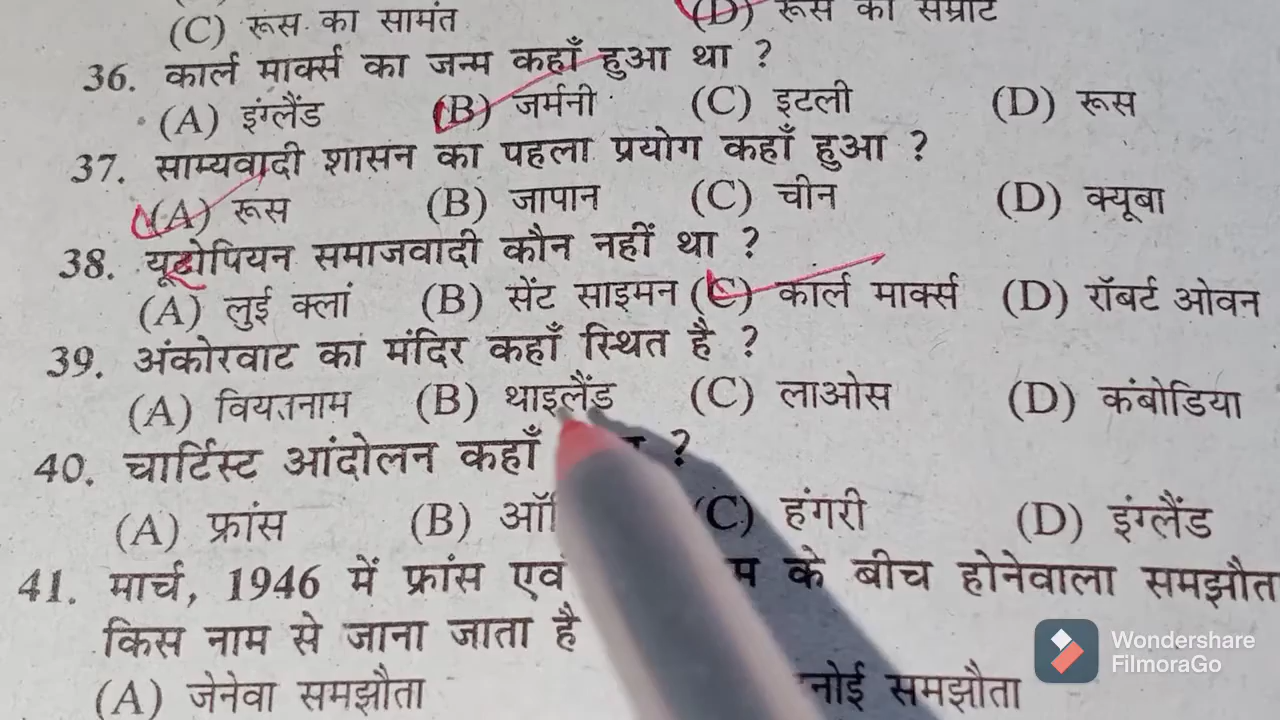 (C) रूस का सामंत (D) रूस का सम्राट
36. कार्ल मार्क्स का जन्म कहाँ हुआ था ?
(A) इंग्लैंड (B) जर्मनी (C) इटली (D) रूस
37. साम्यवादी शासन का पहला प्रयोग कहाँ हुआ ?
(A) रूस (B) जापान (C) चीन (D) क्यूबा
38. यूटोपियन समाजवादी कौन नहीं था ?
(A) लुई क्लां (B) सेंट साइमन (C) कार्ल मार्क्स (D) रॉबर्ट ओवन
39. अंकोरवाट का मंदिर कहाँ स्थित है ?
(A) वियतनाम (B) थाइलैंड (C) लाओस (D) कंबोडिया
40. चार्टिस्ट आंदोलन कहाँ ?
(A) फ्रांस (B) (C) हंगरी (D) इंग्लैंड
41. मार्च, 1946 में फ्रांस एवं के बीच होनेवाला समझौता
किस नाम से जाना जाता है
(A) जेनेवा समझौता समझौता
Wondershare
FilmoraGo